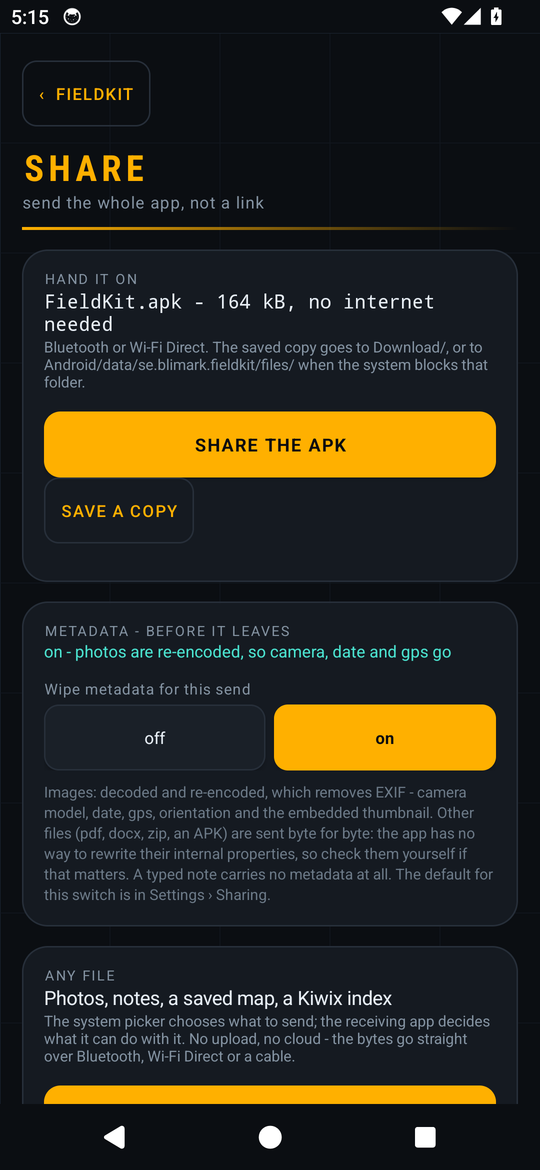 5:15
‹ FIELDKIT
SHARE
send the whole app, not a link
HAND IT ON
FieldKit.apk - 164 kB, no internet
needed
Bluetooth or Wi-Fi Direct. The saved copy goes to Download/, or to
Android/data/se.blimark.fieldkit/files/ when the system blocks that
folder.
SHARE THE APK
SAVE A COPY
METADATA - BEFORE IT LEAVES
on - photos are re-encoded, so camera, date and gps go
Wipe metadata for this send
off
on
Images: decoded and re-encoded, which removes EXIF - camera
model, date, gps, orientation and the embedded thumbnail. Other
files (pdf, docx, zip, an APK) are sent byte for byte: the app has no
way to rewrite their internal properties, so check them yourself if
that matters. A typed note carries no metadata at all. The default for
this switch is in Settings › Sharing.
ANY FILE
Photos, notes, a saved map, a Kiwix index
The system picker chooses what to send; the receiving app decides
what it can do with it. No upload, no cloud - the bytes go straight
over Bluetooth, Wi-Fi Direct or a cable.